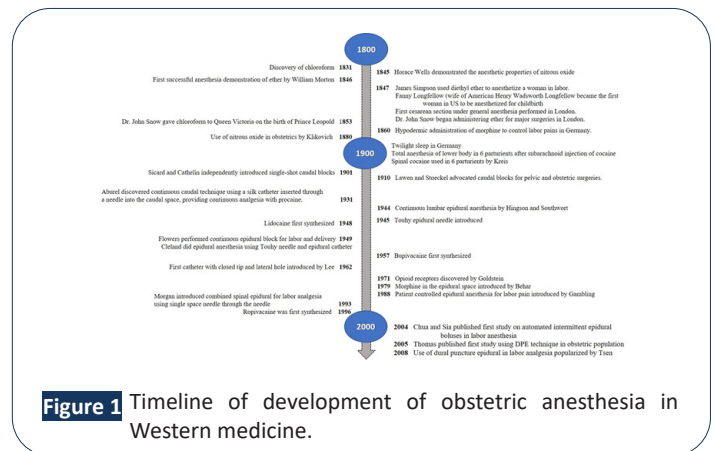 1800
Discovery of chloroform 1831
First successful anesthesia demonstration of ether by William Morton 1846
1845 Horace Wells demonstrated the anesthetic properties of nitrous oxide
1847 James Simpson used diethyl ether to anesthetize a woman in labor.
Fanny Longfellow (wife of American Henry Wadsworth Longfellow became the first
woman in US to be anesthetized for childbirth
First cesarean section under general anesthesia performed in London.
Dr. John Snow began administering ether for major surgeries in London.
Dr. John Snow gave chloroform to Queen Victoria on the birth of Prince Leopold 1853
1860 Hypodermic administration of morphine to control labor pains in Germany.
Use of nitrous oxide in obstetrics by Klikovich 1880
1900
Twilight sleep in Germany
Total anesthesia of lower body in 6 parturients after subarachnoid injection of cocaine
Spinal cocaine used in 6 parturients by Kreis
Sicard and Cathelin independently introduced single-shot caudal blocks 1901
1910 Lawen and Stoeckel advocated caudal blocks for pelvic and obstetric surgeries.
Aburel discovered continuous caudal technique using a silk catheter inserted through
a needle into the caudal space, providing continuous analgesia with procaine. 1931
1944 Continuous lumbar epidural anesthesia by Hingson and Southwert
1945 Touhy epidural needle introduced
Lidocaine first synthesized 1948
Flowers performed continuous epidural block for labor and delivery 1949
Cleland did epidural anesthesia using Touhy needle and epidural catheter
1957 Bupivacaine first synthesized
First catheter with closed tip and lateral hole introduced by Lee 1962
1971 Opioid receptors discovered by Goldstein
1979 Morphine in the epidural space introduced by Behar
1988 Patient controlled epidural anesthesia for labor pain introduced by Gambling
Morgan introduced combined spinal epidural for labor analgesia
using single space needle through the needle 1993
Ropivacaine was first synthesized 1996
2000
2004 Chua and Sia published first study on automated intermittent epidural
boluses in labor anesthesia
2005 Thomas published first study using DPE technique in obstetric population
2008 Use of dural puncture epidural in labor analgesia popularized by Tsen
Figure 1 Timeline of development of obstetric anesthesia in
Western medicine.